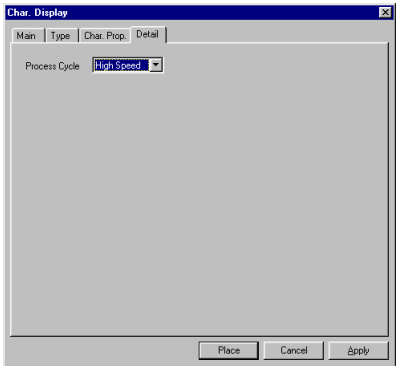 Char. Display
Main Type Char. Prop. Detail
Process Cycle High Speed
Place Cancel Apply